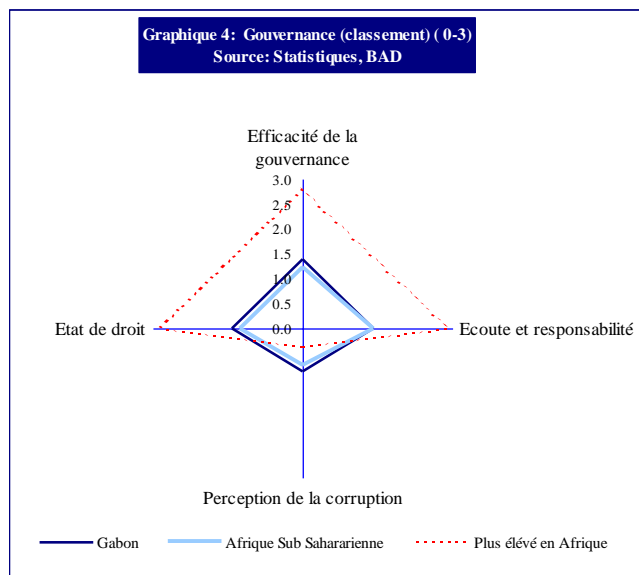 Graphique 4: Gouvernance (classement) ( 0-3)
Source: Statistiques, BAD
Efficacité de la
gouvernance
3.0
2.5
2.0
1.5
1.0
0.5
0.0
Etat de droit
Ecoute et responsabilité
Perception de la corruption
Gabon
Afrique Sub Sahararienne
Plus élévé en Afrique